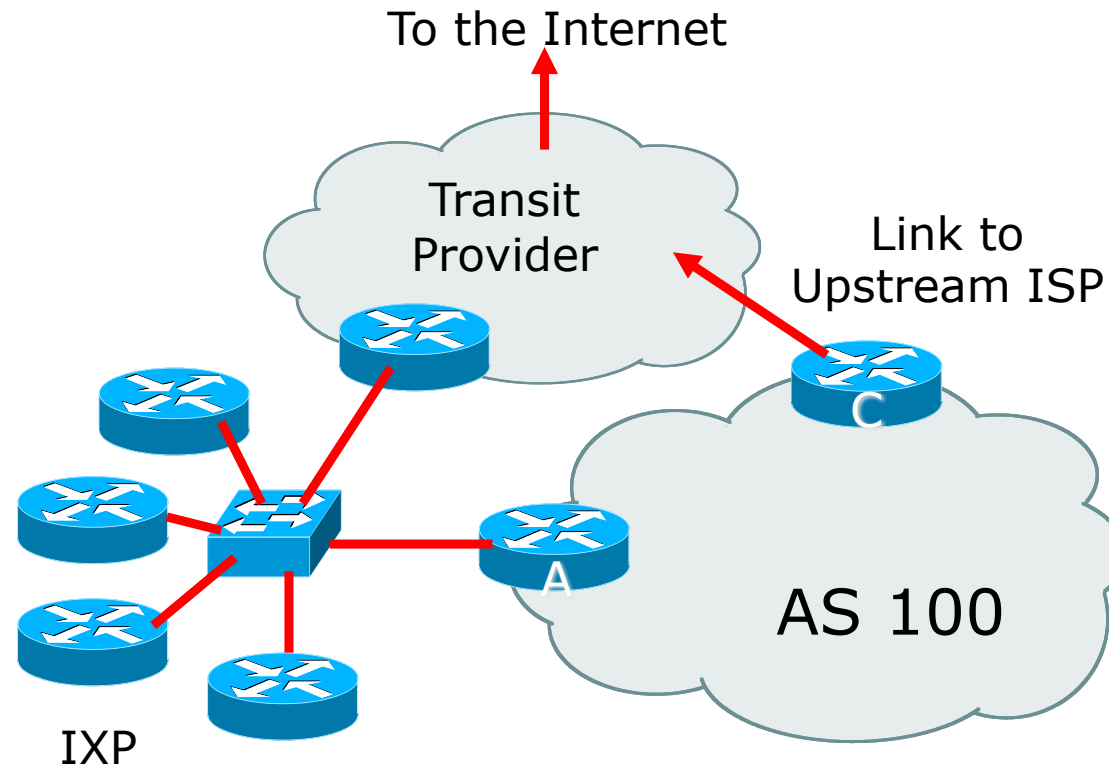 To the Internet
Transit
Provider
Link to
Upstream ISP
C
A
AS 100
IXP